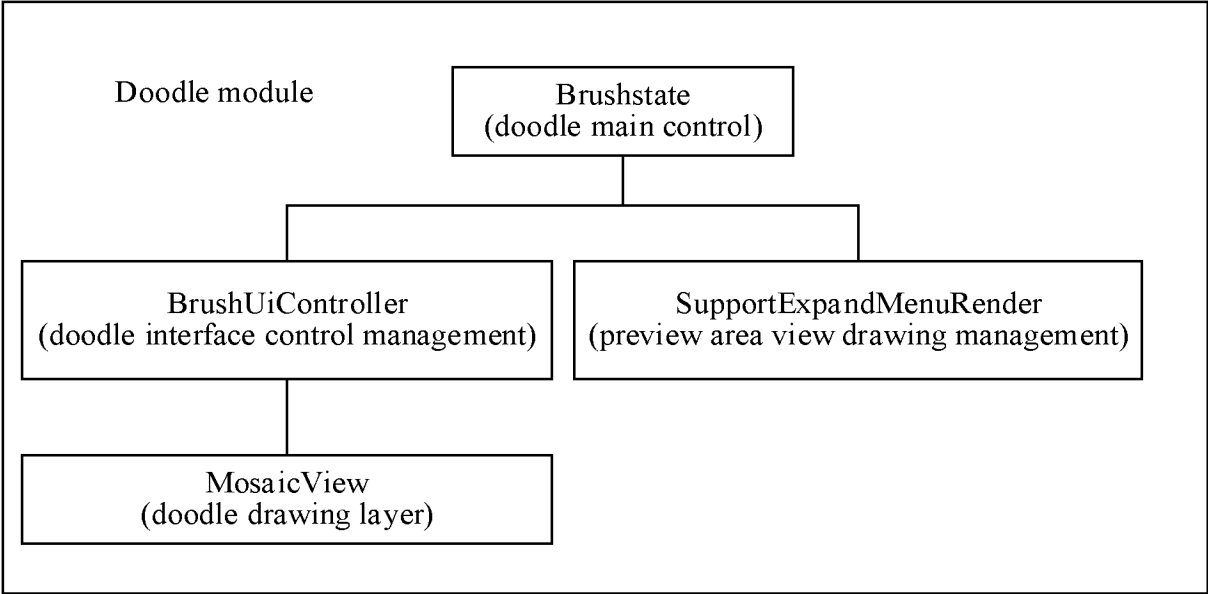 Doodle module
Brushstate
(doodle main control)
BrushUiController
(doodle interface control management)
SupportExpandMenuRender
(preview area view drawing management)
MosaicView
(doodle drawing layer)